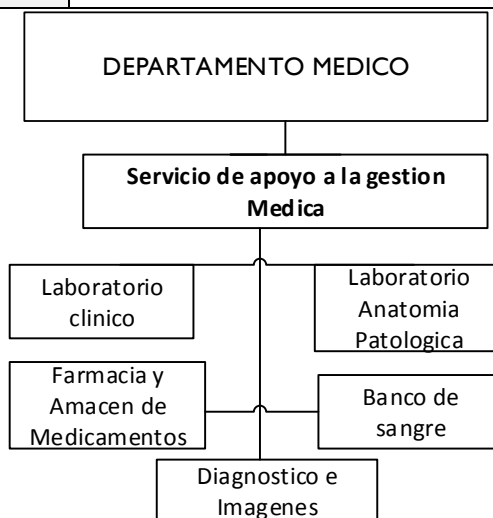 DEPARTAMENTO MEDICO
Servicio de apoyo a la gestion
Medica
Laboratorio
clinico
Laboratorio
Anatomia
Patologica
Farmacia y
Amacen de
Medicamentos
Banco de
sangre
Diagnostico e
Imagenes